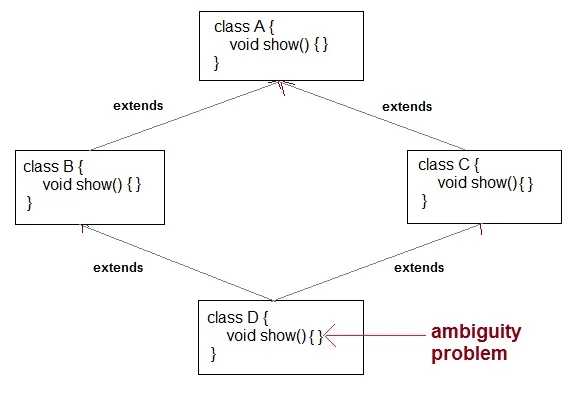 class A {
void show() { }
}
extends
extends
class B {
void show() { }
}
class C {
void show(){ }
}
extends
extends
class D {
void show(){ }
}
ambiguity
problem